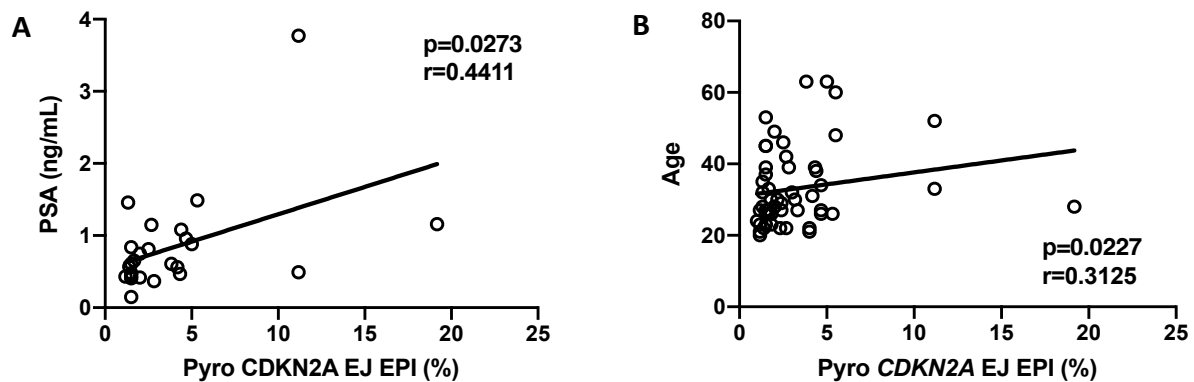 A
PSA (ng/mL)
4
3
2
1
0
0 5 10 15 20 25
Pyro CDKN2A EJ EPI (%)
p=0.0273
r=0.4411
B
Age
80
60
40
20
0
0 5 10 15 20 25
Pyro CDKN2A EJ EPI (%)
p=0.0227
r=0.3125